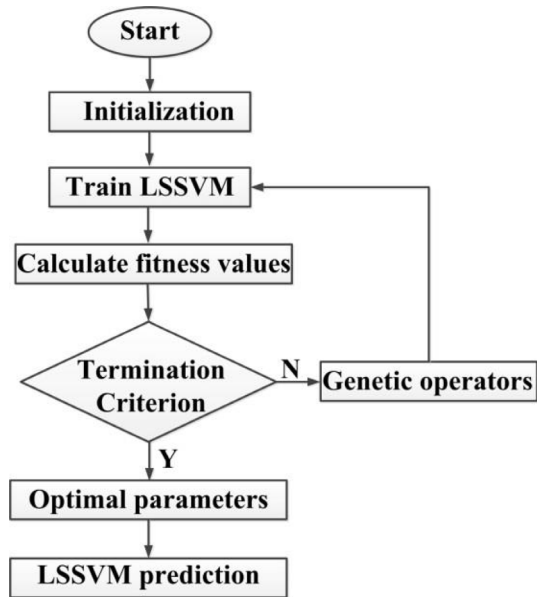 Start
Initialization
Train LSSVM
Calculate fitness values
Termination
Criterion
N
Genetic operators
Y
Optimal parameters
LSSVM prediction